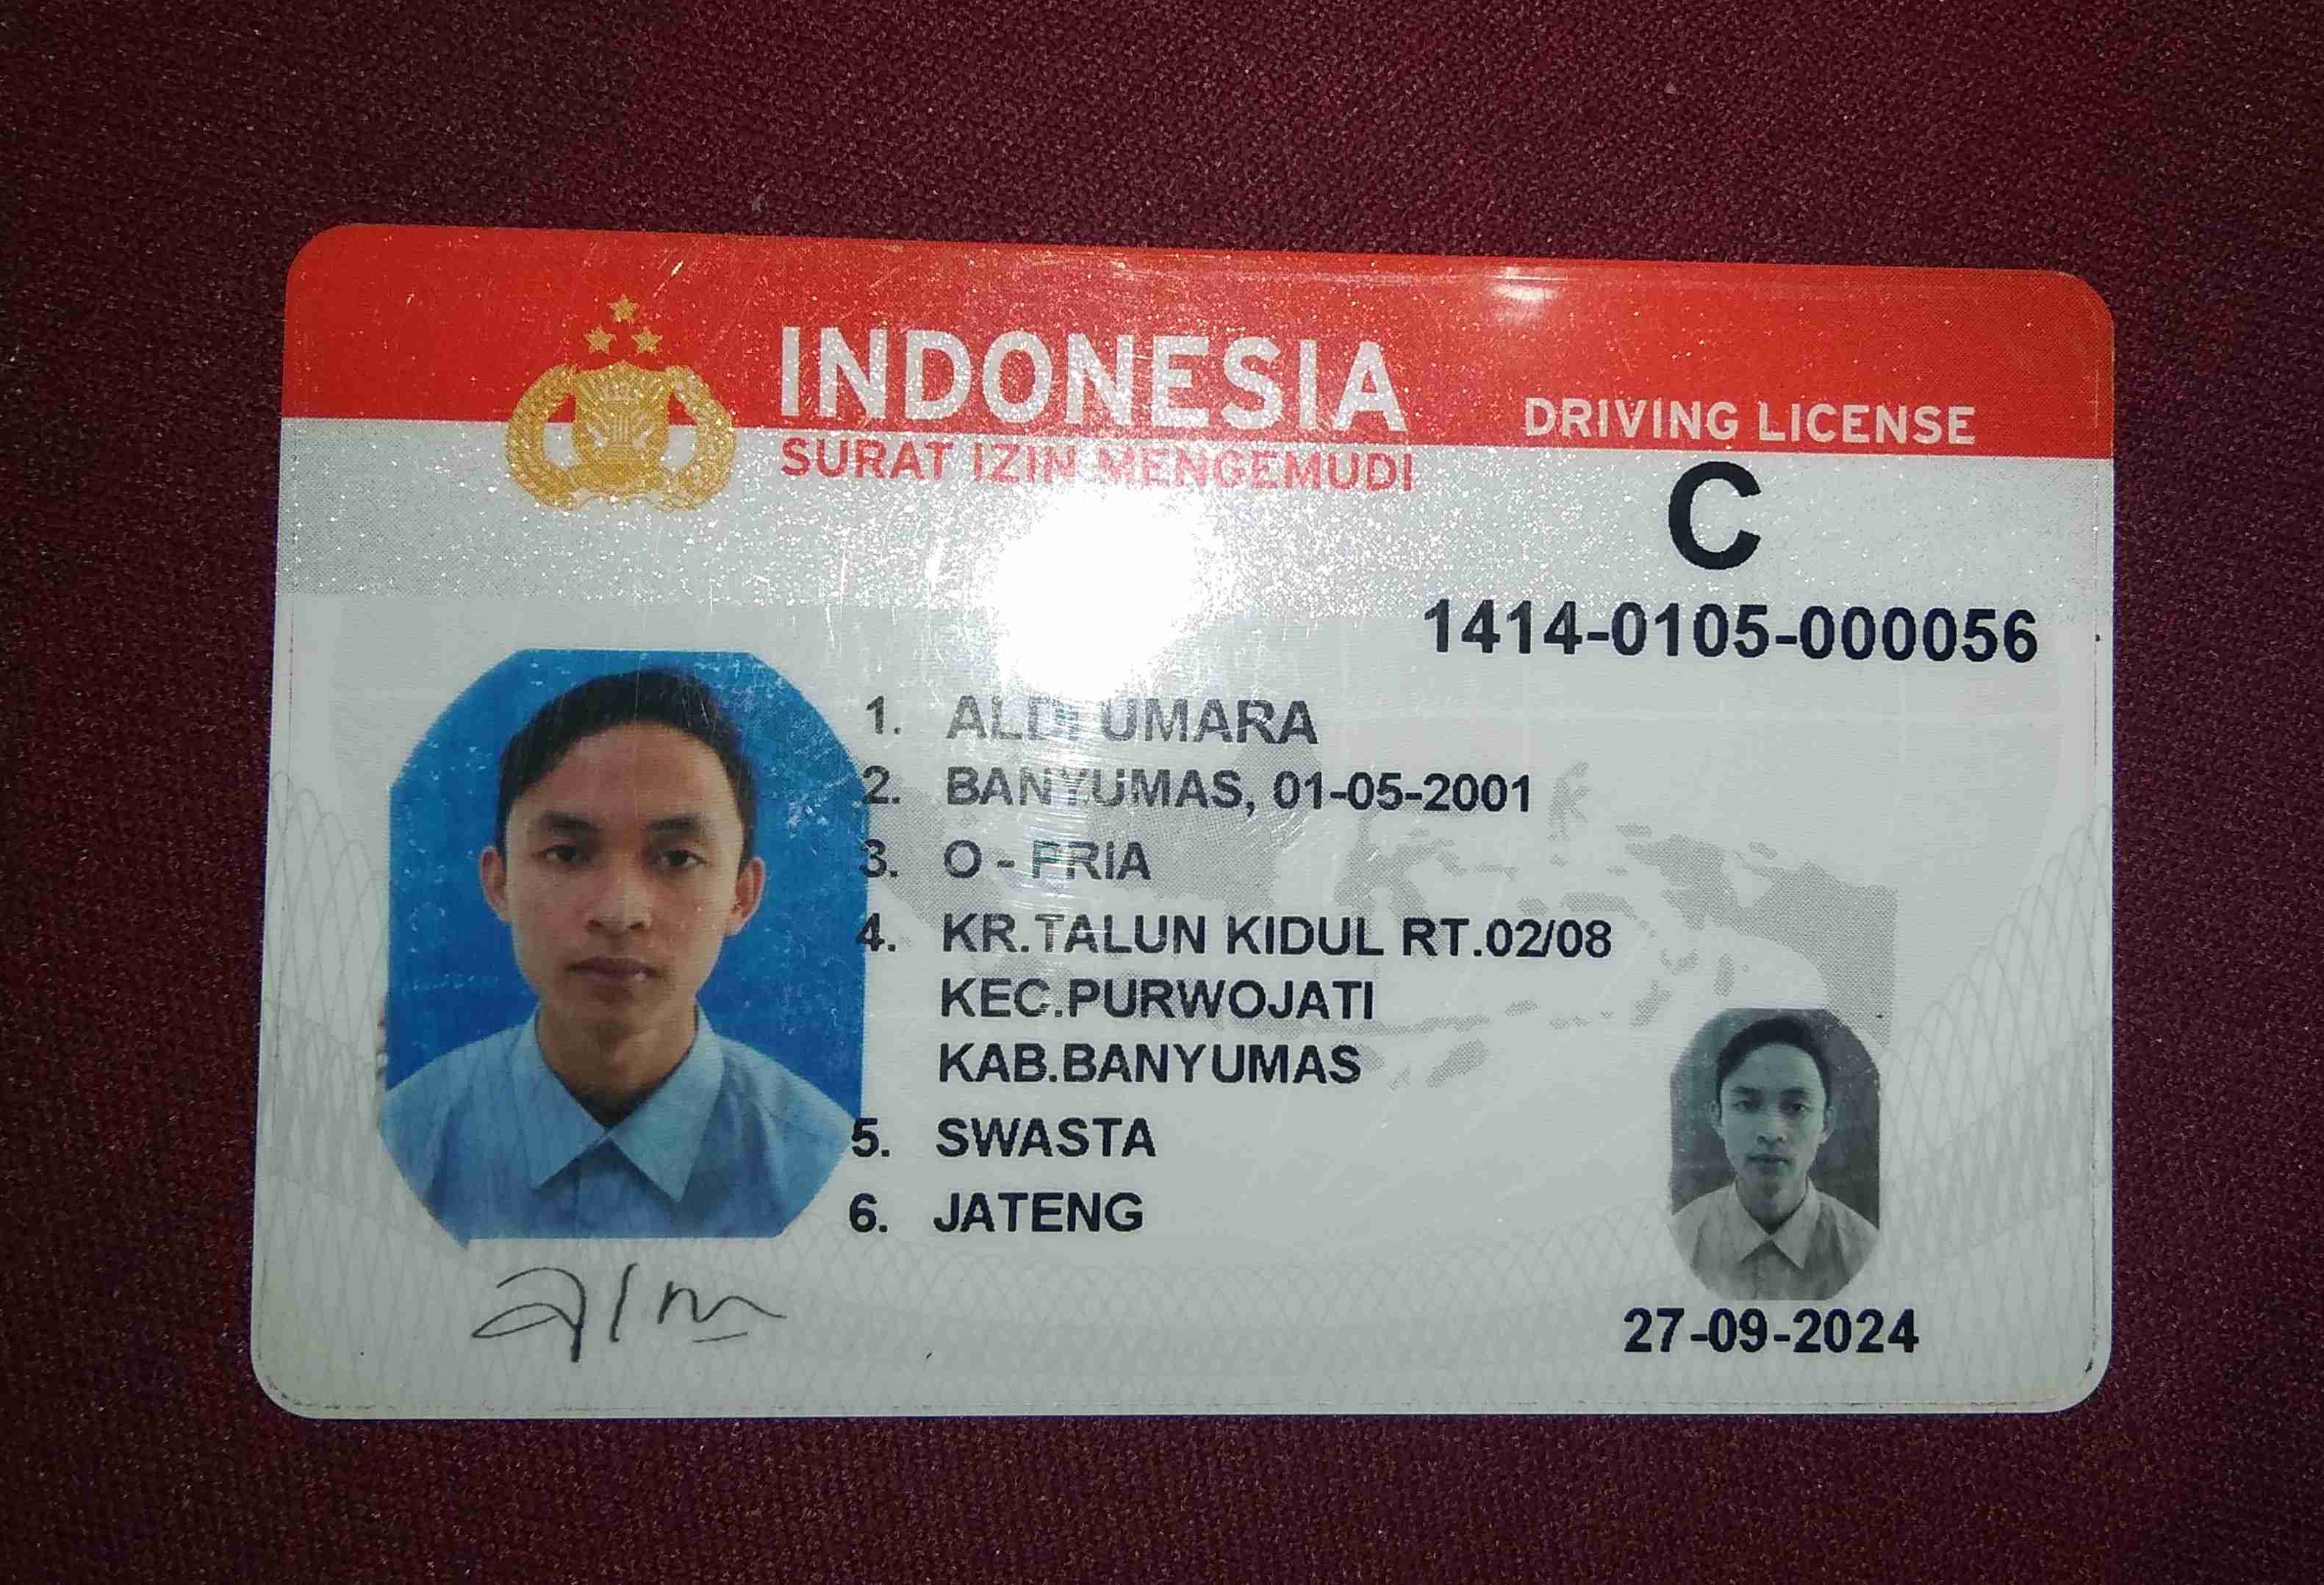 INDONESIA
SURAT IZIN MENGEMUDI
DRIVING LICENSE
C
1414-0105-000056
1. ALDI UMARA
2. BANYUMAS, 01-05-2001
3. O - PRIA
4. KR.TALUN KIDUL RT.02/08
KEC.PURWOJATI
KAB.BANYUMAS
5. SWASTA
6. JATENG
27-09-2024